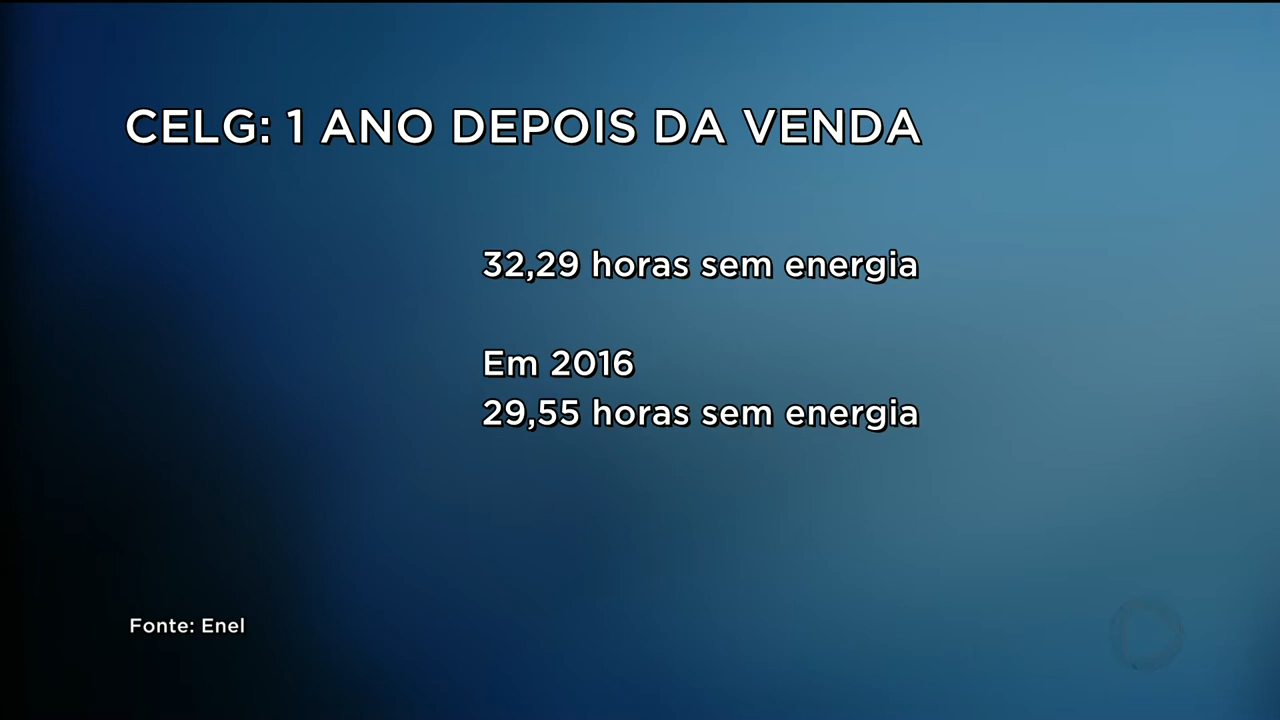 CELG: 1 ANO DEPOIS DA VENDA
32,29 horas sem energia
Em 2016
29,55 horas sem energia
Fonte: Enel